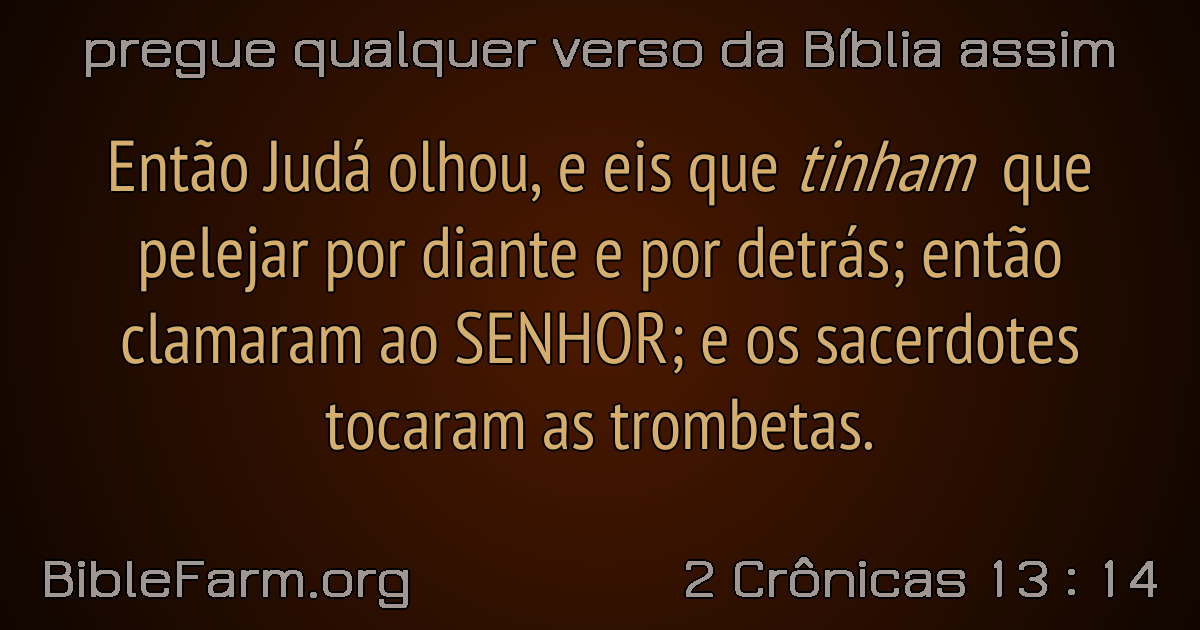 pregue qualquer verso da Bíblia assim
Então Judá olhou, e eis que tinham que
pelejar por diante e por detrás; então
clamaram ao SENHOR; e os sacerdotes
tocaram as trombetas.
BibleFarm.org
2 Crônicas 13 : 14